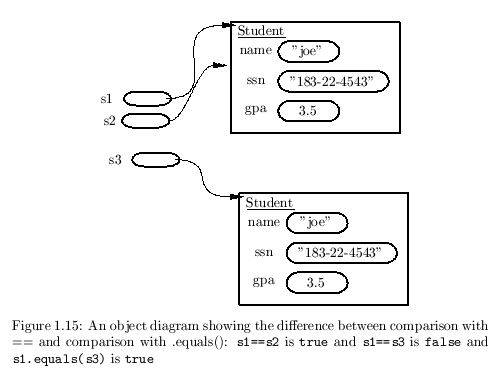 Student
name "joe"
ssn "183-22-4543"
gpa 3.5
s1
s2
s3
Student
name "joe"
ssn "183-22-4543"
gpa 3.5
Figure 1.15: An object diagram showing the difference between comparison with
== and comparison with .equals(): s1==s2 is true and s1==s3 is false and
s1.equals(s3) is true